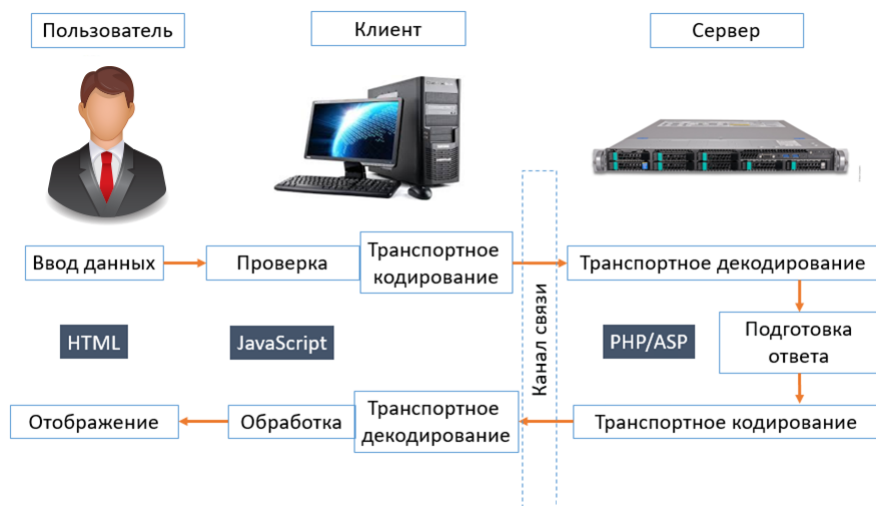 Пользователь
Клиент
Сервер
Ввод данных
Проверка
Транспортное
кодирование
Транспортное декодирование
HTML
JavaScript
Канал связи
PHP/ASP
Подготовка
ответа
Отображение
Обработка
Транспортное
декодирование
Транспортное кодирование